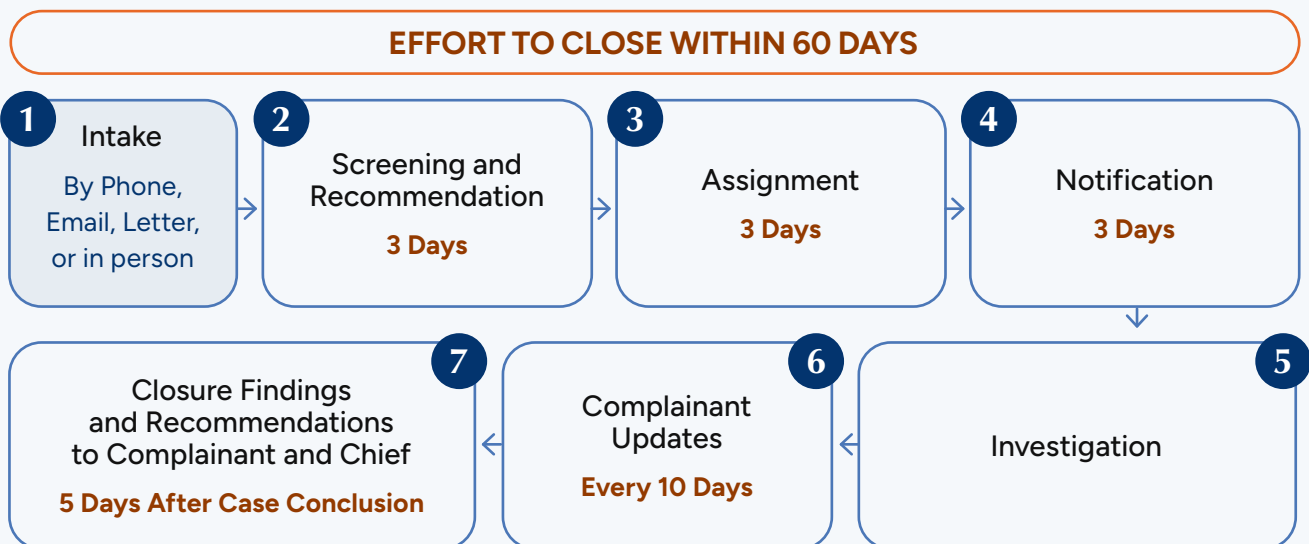 EFFORT TO CLOSE WITHIN 60 DAYS
1
Intake
By Phone,
Email, Letter,
or in person
2
Screening and
Recommendation
3 Days
3
Assignment
3 Days
4
Notification
3 Days
5
Investigation
6
Complainant
Updates
Every 10 Days
7
Closure Findings
and Recommendations
to Complainant and Chief
5 Days After Case Conclusion